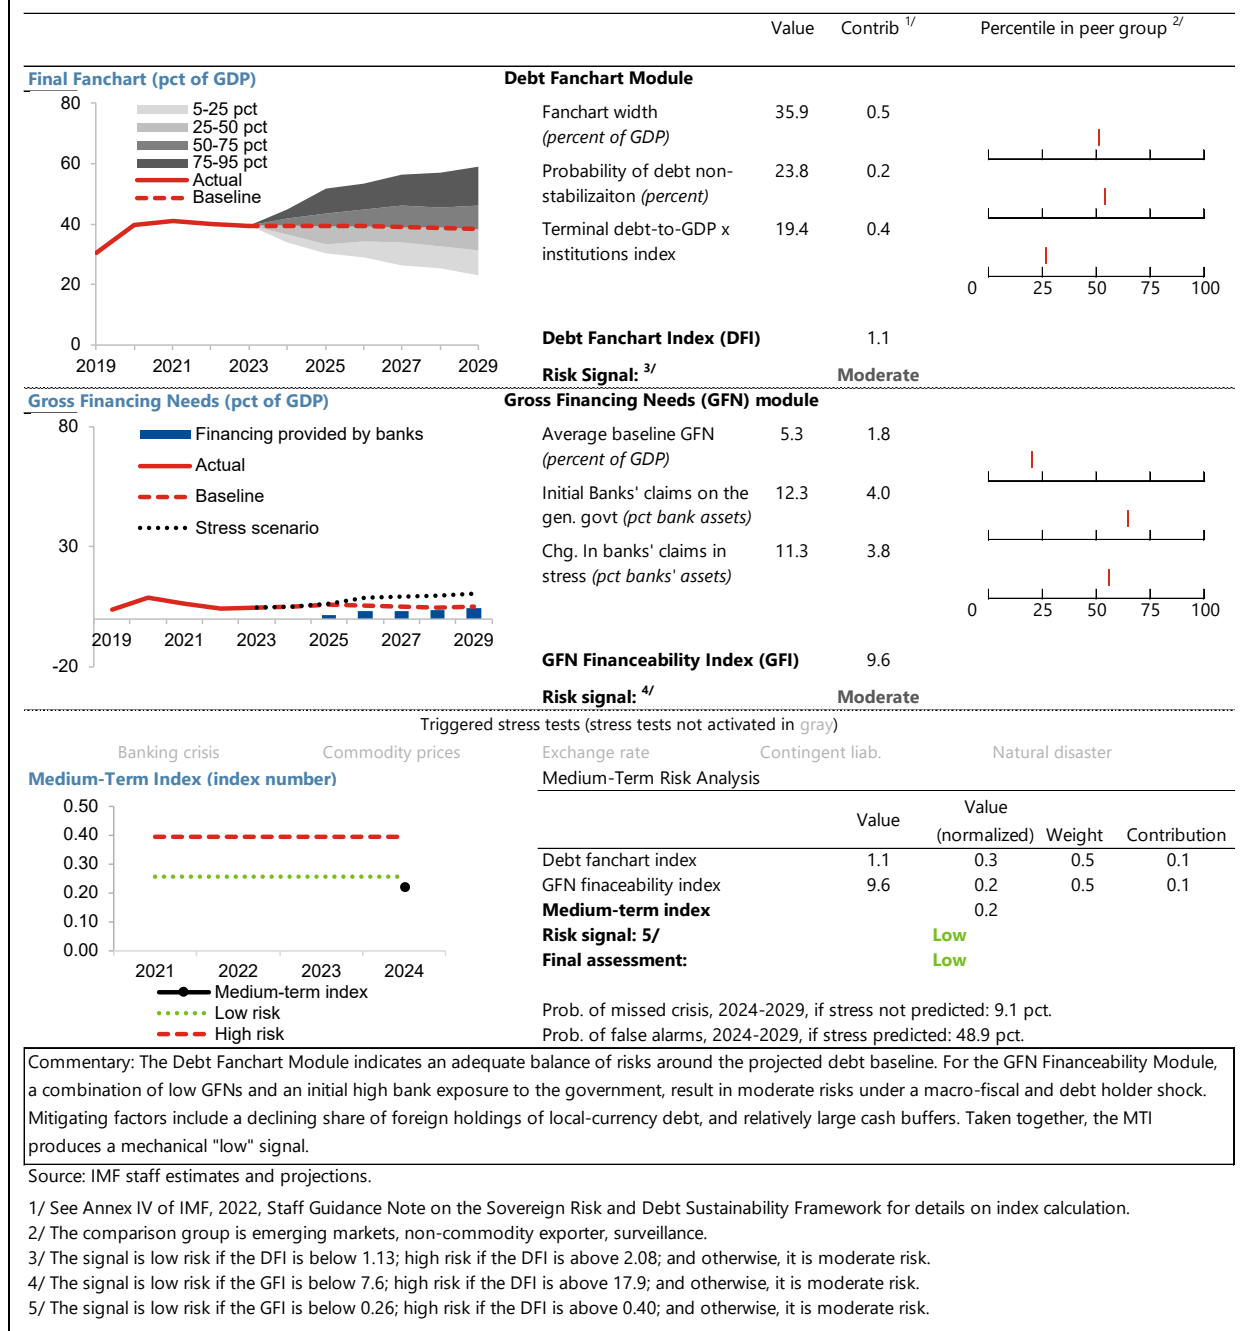 Value Contrib 1/ Percentile in peer group 2/
Final Fanchart (pct of GDP)
80
60
40
20
0
5-25 pct
25-50 pct
50-75 pct
75-95 pct
Actual
Baseline
2019 2021 2023 2025 2027 2029
Debt Fanchart Module
Fanchart width 35.9 0.5
(percent of GDP)
Probability of debt non- 23.8 0.2
stabilizaiton (percent)
Terminal debt-to-GDP x 19.4 0.4
institutions index
0 25 50 75 100
Debt Fanchart Index (DFI) 1.1
Risk Signal: 3/ Moderate
Gross Financing Needs (pct of GDP)
80
30
-20
Financing provided by banks
Actual
Baseline
Stress scenario
2019 2021 2023 2025 2027 2029
Gross Financing Needs (GFN) module
Average baseline GFN 5.3 1.8
(percent of GDP)
Initial Banks' claims on the 12.3 4.0
gen. govt (pct bank assets)
Chg. In banks' claims in 11.3 3.8
stress (pct banks' assets)
0 25 50 75 100
GFN Financeability Index (GFI) 9.6
Risk signal: 4/ Moderate
Triggered stress tests (stress tests not activated in gray)
Banking crisis Commodity prices Exchange rate Contingent liab. Natural disaster
Medium-Term Index (index number)
0.50
0.40
0.30
0.20
0.10
0.00
2021 2022 2023 2024
Medium-term index
Low risk
High risk
Medium-Term Risk Analysis
Value
Value (normalized) Weight Contribution
Debt fanchart index 1.1 0.3 0.5 0.1
GFN finaceability index 9.6 0.2 0.5 0.1
Medium-term index 0.2
Risk signal: 5/ Low
Final assessment: Low
Prob. of missed crisis, 2024-2029, if stress not predicted: 9.1 pct.
Prob. of false alarms, 2024-2029, if stress predicted: 48.9 pct.
Commentary: The Debt Fanchart Module indicates an adequate balance of risks around the projected debt baseline. For the GFN Financeability Module,
a combination of low GFNs and an initial high bank exposure to the government, result in moderate risks under a macro-fiscal and debt holder shock.
Mitigating factors include a declining share of foreign holdings of local-currency debt, and relatively large cash buffers. Taken together, the MTI
produces a mechanical "low" signal.
Source: IMF staff estimates and projections.
1/ See Annex IV of IMF, 2022, Staff Guidance Note on the Sovereign Risk and Debt Sustainability Framework for details on index calculation.
2/ The comparison group is emerging markets, non-commodity exporter, surveillance.
3/ The signal is low risk if the DFI is below 1.13; high risk if the DFI is above 2.08; and otherwise, it is moderate risk.
4/ The signal is low risk if the GFI is below 7.6; high risk if the DFI is above 17.9; and otherwise, it is moderate risk.
5/ The signal is low risk if the GFI is below 0.26; high risk if the DFI is above 0.40; and otherwise, it is moderate risk.